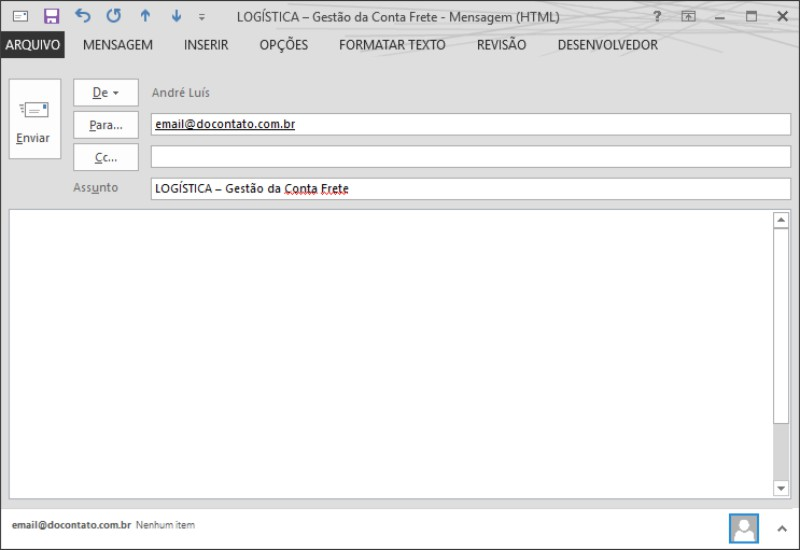 LOGÍSTICA – Gestão da Conta Frete - Mensagem (HTML) ?
ARQUIVO MENSAGEM INSERIR OPÇÕES FORMATAR TEXTO REVISÃO DESENVOLVEDOR
De André Luís
Enviar
Para... email@docontato.com.br
Cc...
Assunto LOGÍSTICA – Gestão da Conta Frete
email@docontato.com.br Nenhum item